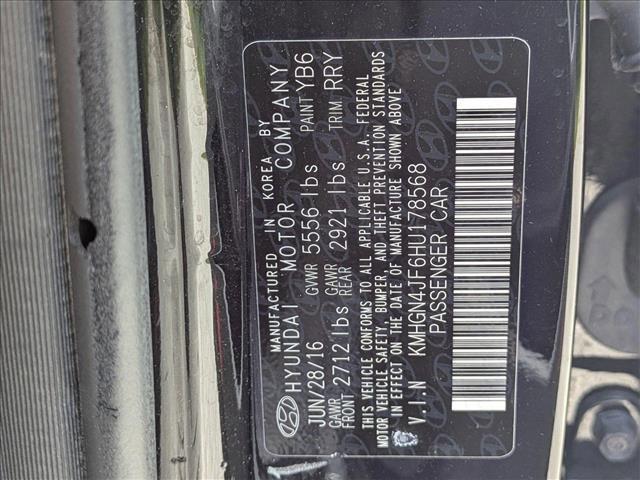 MANUFACTURED IN KOREA BY
HYUNDAI MOTOR COMPANY
JUN/28/16 GVWR 5556 lbs PAINT YB6
GAWR FRONT 2712 lbs GAWR REAR 2921 lbs TRIM RRY
THIS VEHICLE CONFORMS TO ALL APPLICABLE U.S.A. FEDERAL
MOTOR VEHICLE SAFETY, BUMPER, AND THEFT PREVENTION STANDARDS
IN EFFECT ON THE DATE OF MANUFACTURE SHOWN ABOVE
V.I.N KMHGN4JF6HU178568
PASSENGER CAR